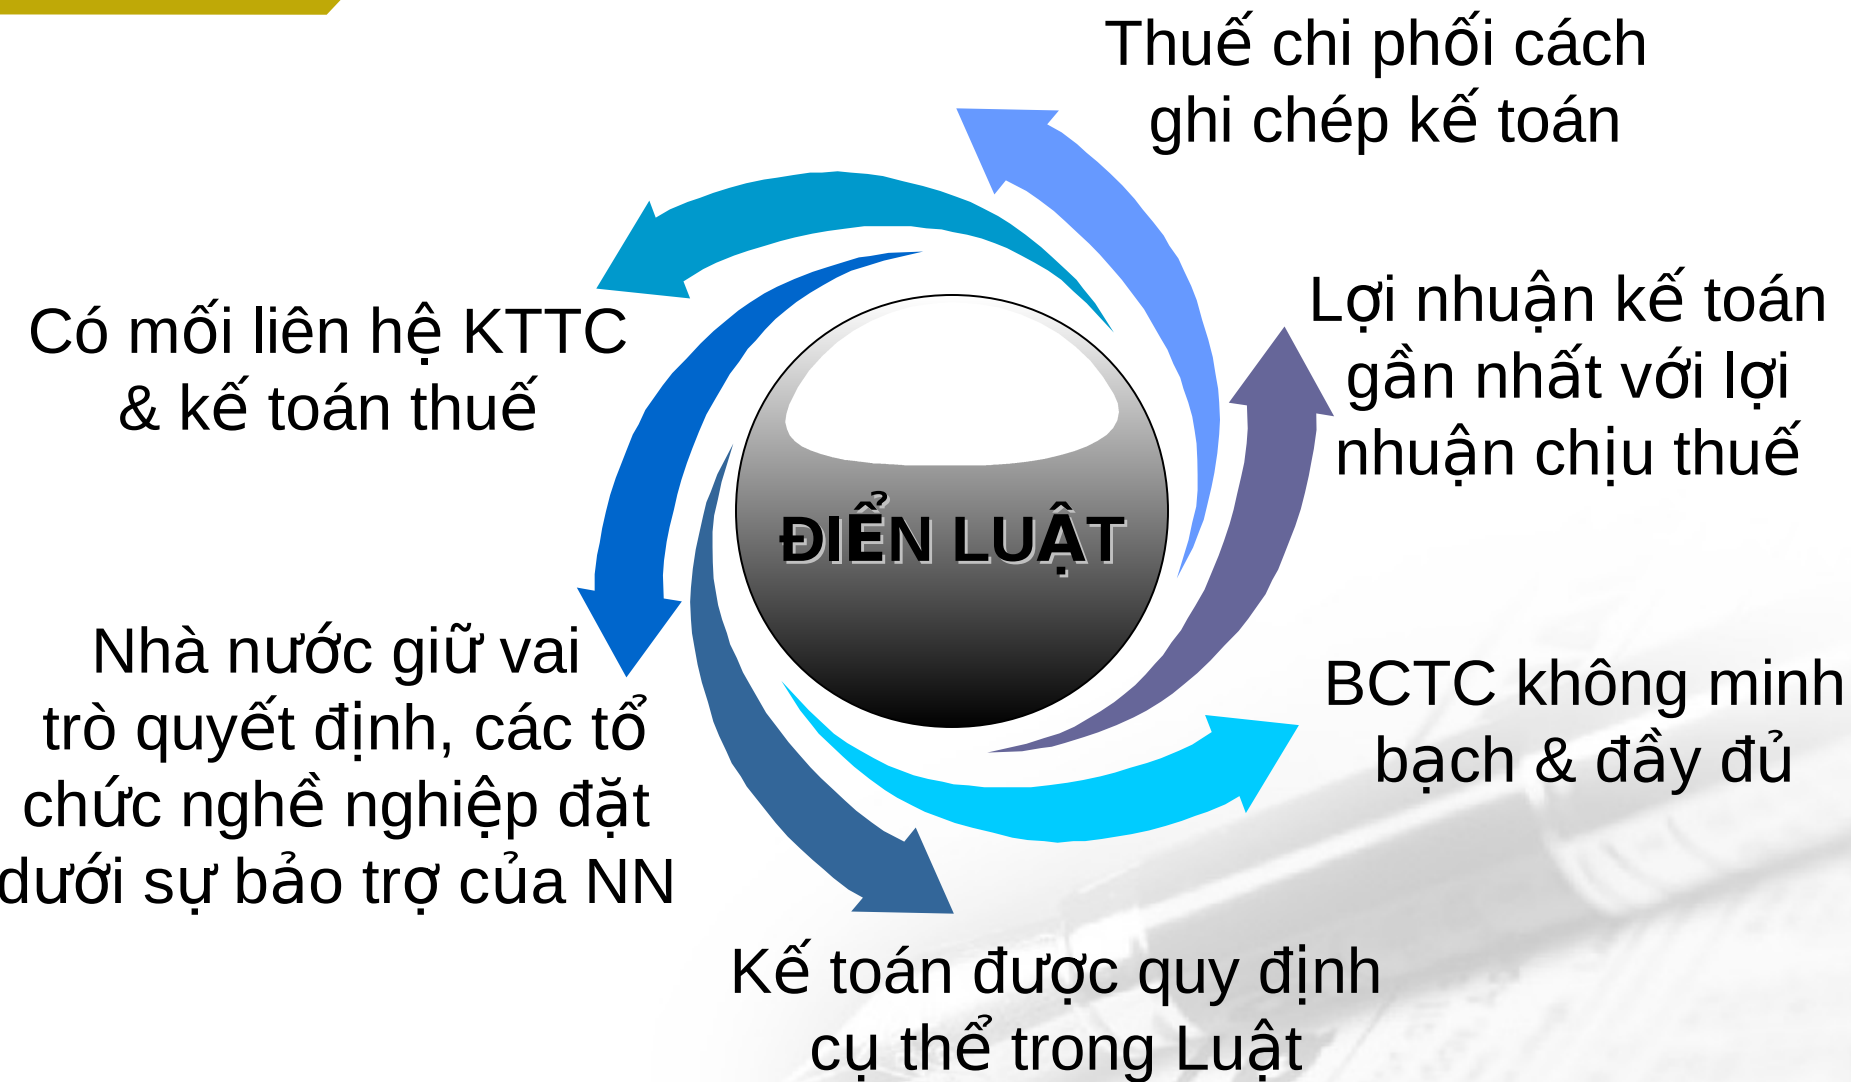 Thuế chi phối cách
ghi chép kế toán
Có mối liên hệ KTTC
& kế toán thuế
Lợi nhuận kế toán
gần nhất với lợi
nhuận chịu thuế
ĐIỂN LUẬT
Nhà nước giữ vai
trò quyết định, các tổ
chức nghề nghiệp đặt
dưới sự bảo trợ của NN
BCTC không minh
bạch & đầy đủ
Kế toán được quy định
cụ thể trong Luật